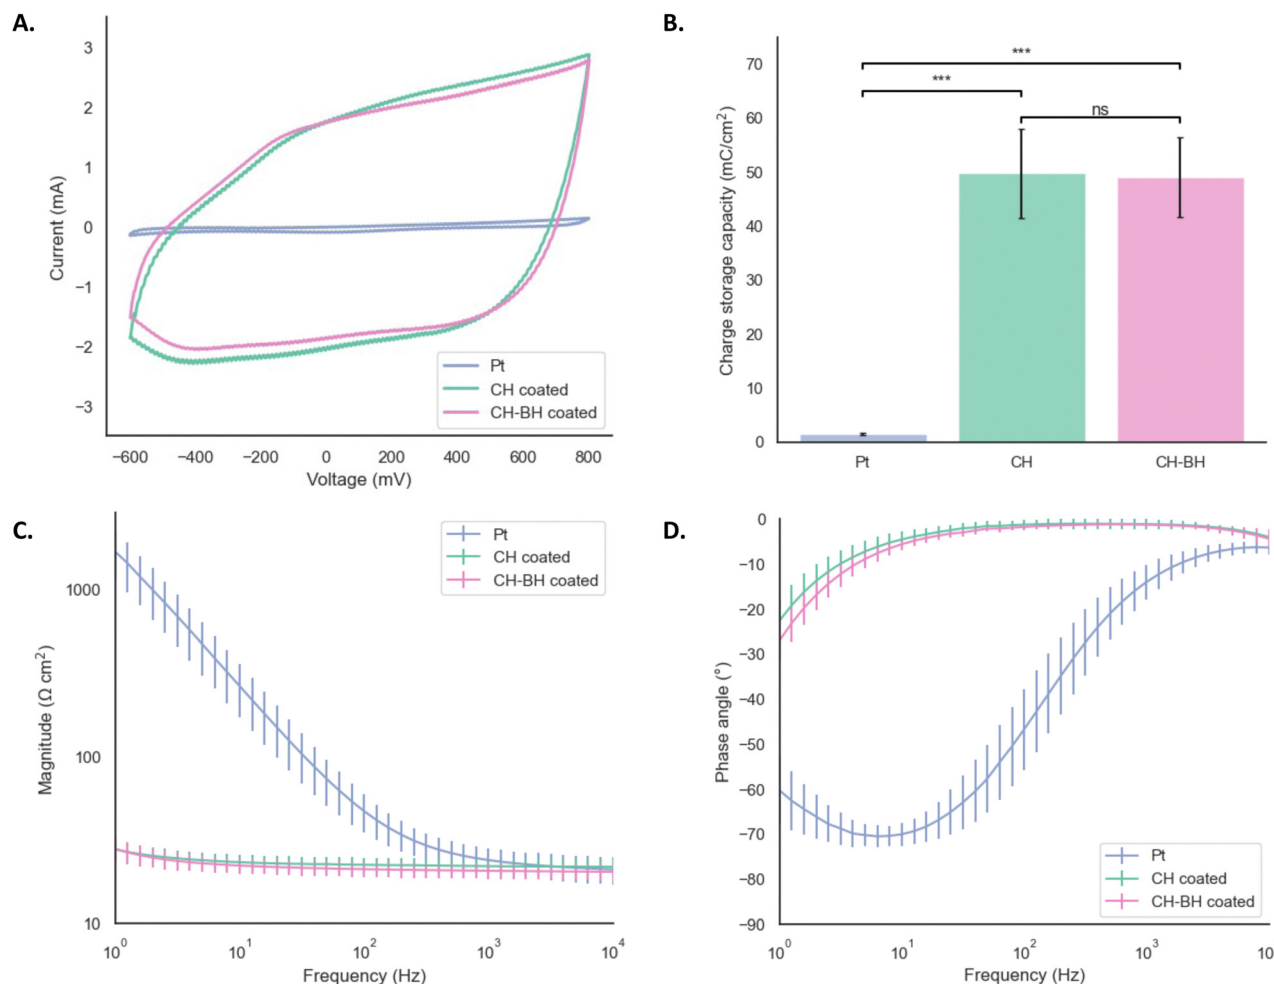 A.
3
2
1
0
−1
−2
−3
Current (mA)
Pt
CH coated
CH-BH coated
−600 −400 −200 0 200 400 600 800
Voltage (mV)
B.
***
***
ns
70
60
50
40
30
20
10
0
Charge storage capacity (mC/cm²)
Pt CH CH-BH
C.
Pt
CH coated
CH-BH coated
1000
100
10
Magnitude (Ω cm²)
10⁰ 10¹ 10² 10³ 10⁴
Frequency (Hz)
D.
0
−10
−20
−30
−40
−50
−60
−70
−80
−90
Phase angle (°)
Pt
CH coated
CH-BH coated
10⁰ 10¹ 10² 10³ 10
Frequency (Hz)